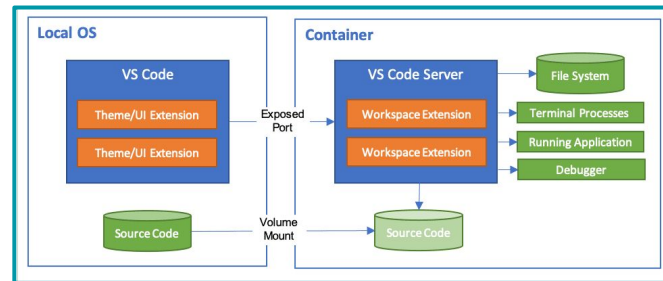 Local OS
VS Code
Theme/UI Extension
Theme/UI Extension
Source Code
Exposed
Port
Volume
Mount
Container
VS Code Server
Workspace Extension
Workspace Extension
Source Code
File System
Terminal Processes
Running Application
Debugger